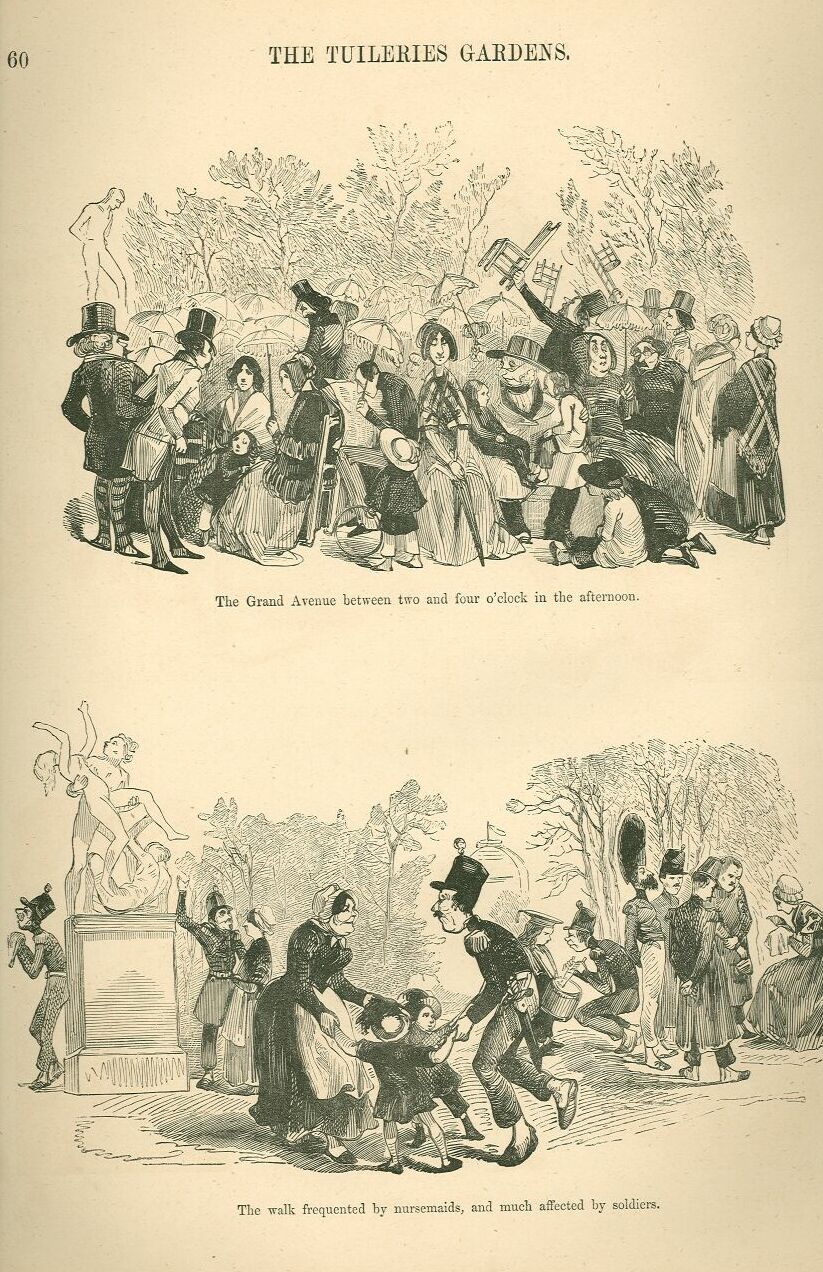 60
THE TUILERIES GARDENS.
The Grand Avenue between two and four o'clock in the afternoon.
The walk frequented by nursemaids, and much affected by soldiers.